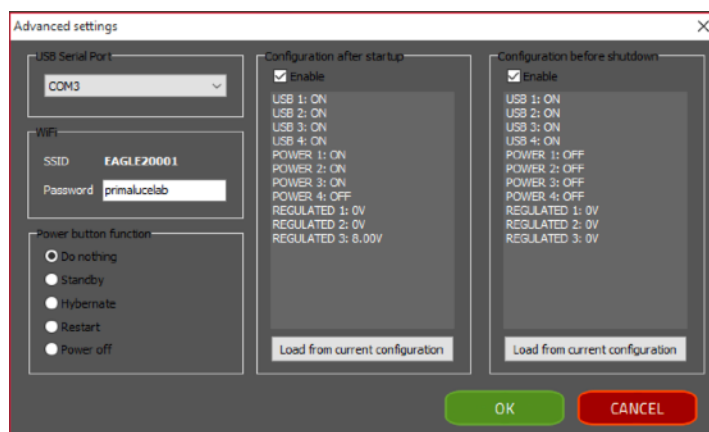 Advanced settings
USB Serial Port
COM3
WiFi
SSID EAGLE20001
Password primalucelab
Power button function
Do nothing
Standby
Hybernate
Restart
Power off
Configuration after startup
Enable
USB 1: ON
USB 2: ON
USB 3: ON
USB 4: ON
POWER 1: ON
POWER 2: ON
POWER 3: ON
POWER 4: OFF
REGULATED 1: 0V
REGULATED 2: 0V
REGULATED 3: 8.00V
Load from current configuration
Configuration before shutdown
Enable
USB 1: ON
USB 2: ON
USB 3: ON
USB 4: ON
POWER 1: OFF
POWER 2: OFF
POWER 3: OFF
POWER 4: OFF
REGULATED 1: 0V
REGULATED 2: 0V
REGULATED 3: 0V
Load from current configuration
OK
CANCEL